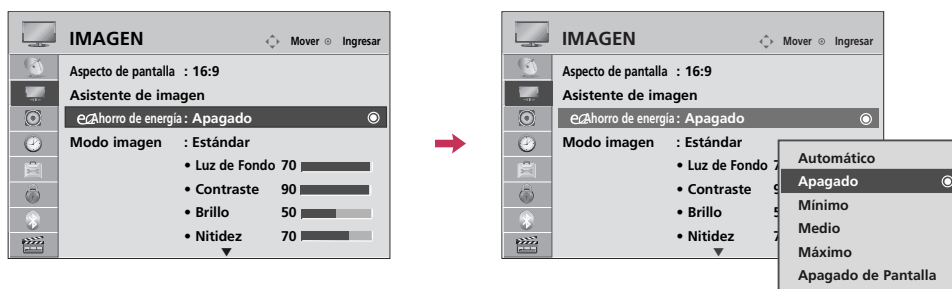 IMAGEN
Mover
Ingresar
Aspecto de pantalla : 16:9
Asistente de imagen
Ahorro de energía : Apagado
Modo imagen : Estándar
• Luz de Fondo 70
• Contraste 90
• Brillo 50
• Nitidez 70
IMAGEN
Mover
Ingresar
Aspecto de pantalla : 16:9
Asistente de imagen
Ahorro de energía : Apagado
Modo imagen : Estándar
• Luz de Fondo
• Contraste
• Brillo
• Nitidez
Automático
Apagado
Mínimo
Medio
Máximo
Apagado de Pantalla